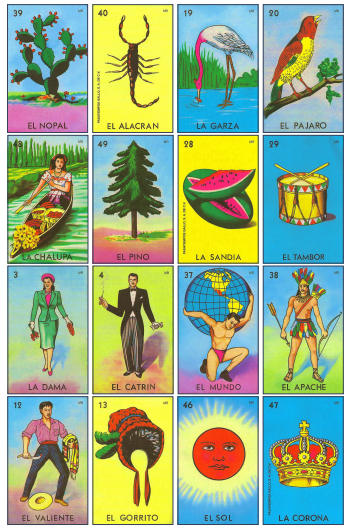 39
EL NOPAL
40
EL ALACRAN
19
LA GARZA
20
EL PAJARO
48
LA CHALUPA
49
EL PINO
28
LA SANDIA
29
EL TAMBOR
3
LA DAMA
4
EL CATRIN
37
EL MUNDO
38
EL APACHE
12
EL VALIENTE
13
EL GORRITO
46
EL SOL
47
LA CORONA